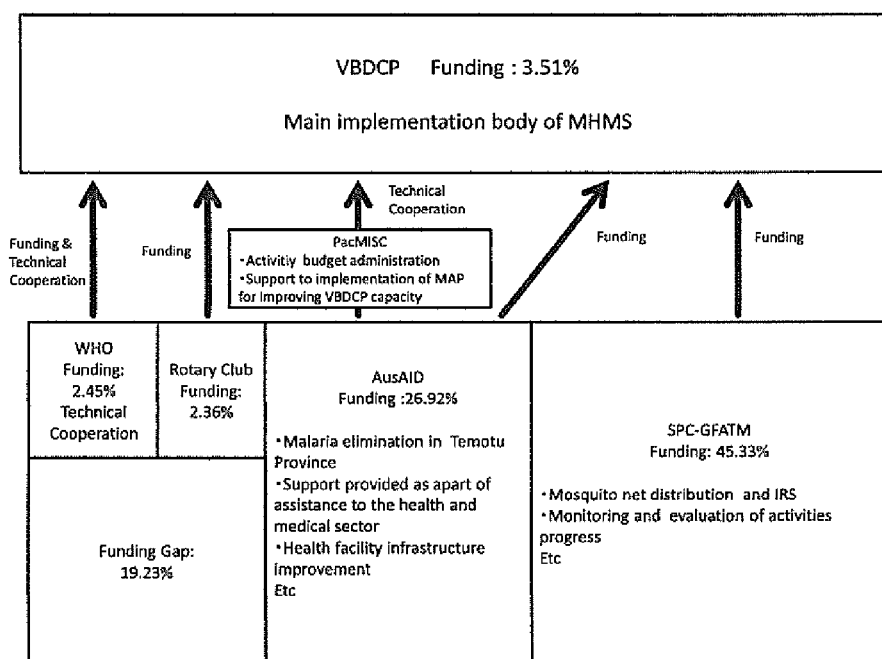 VBDCP Funding : 3.51%
Main implementation body of MHMS
Funding &
Technical
Cooperation
Funding
Technical
Cooperation
PacMISC
・Activitiy budget administration
・Support to implementation of MAP
for improving VBDCP capacity
Funding
Funding
WHO
Funding:
2.45%
Technical
Cooperation
Rotary Club
Funding:
2.36%
Funding Gap:
19.23%
AusAID
Funding :26.92%
・Malaria elimination in Temotu
Province
・Support provided as apart of
assistance to the health and
medical sector
・Health facility infrastructure
improvement
Etc
SPC-GFATM
Funding: 45.33%
・Mosquito net distribution and IRS
・Monitoring and evaluation of activities
progress
Etc